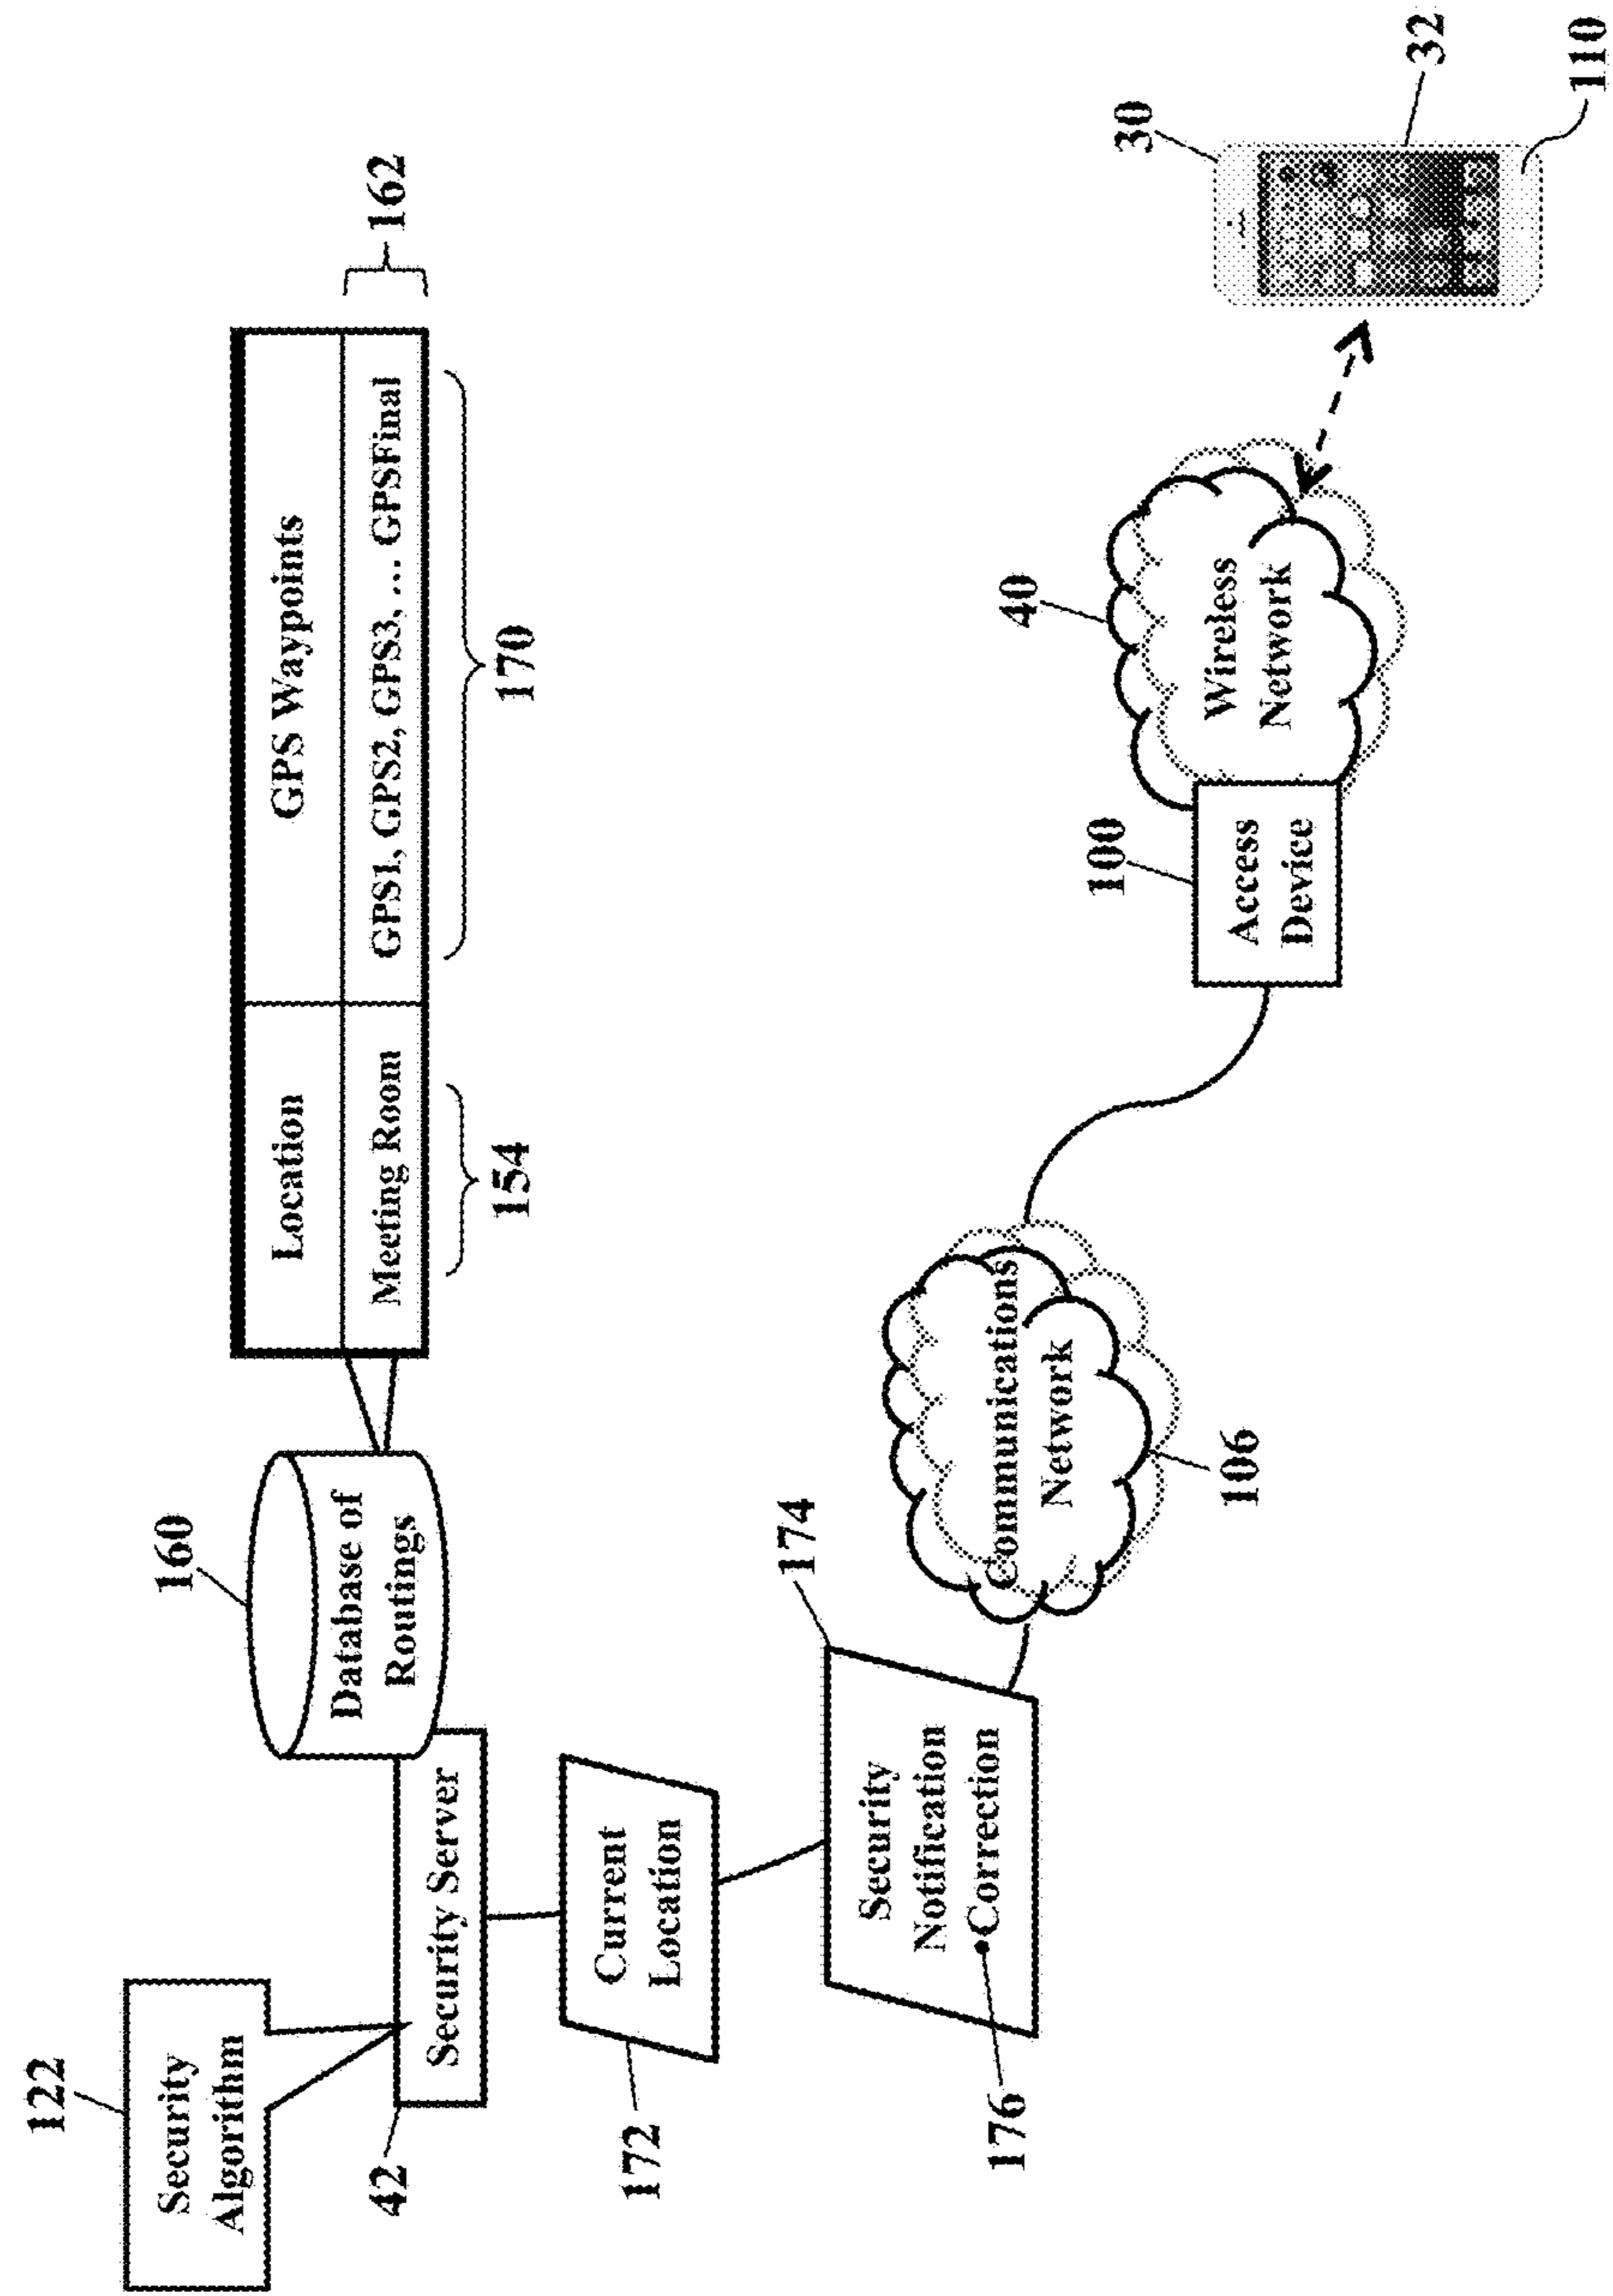 122
Security
Algorithm
160
Database of
Routings
Location
GPS Waypoints
Meeting Room
GPS1, GPS2, GPS3, ... GPSFinal
162
154
170
42
Security Server
172
Current
Location
174
Security
Notification
• Correction
176
Communications
Network
106
100
Access
Device
40
Wireless
Network
30
32
110